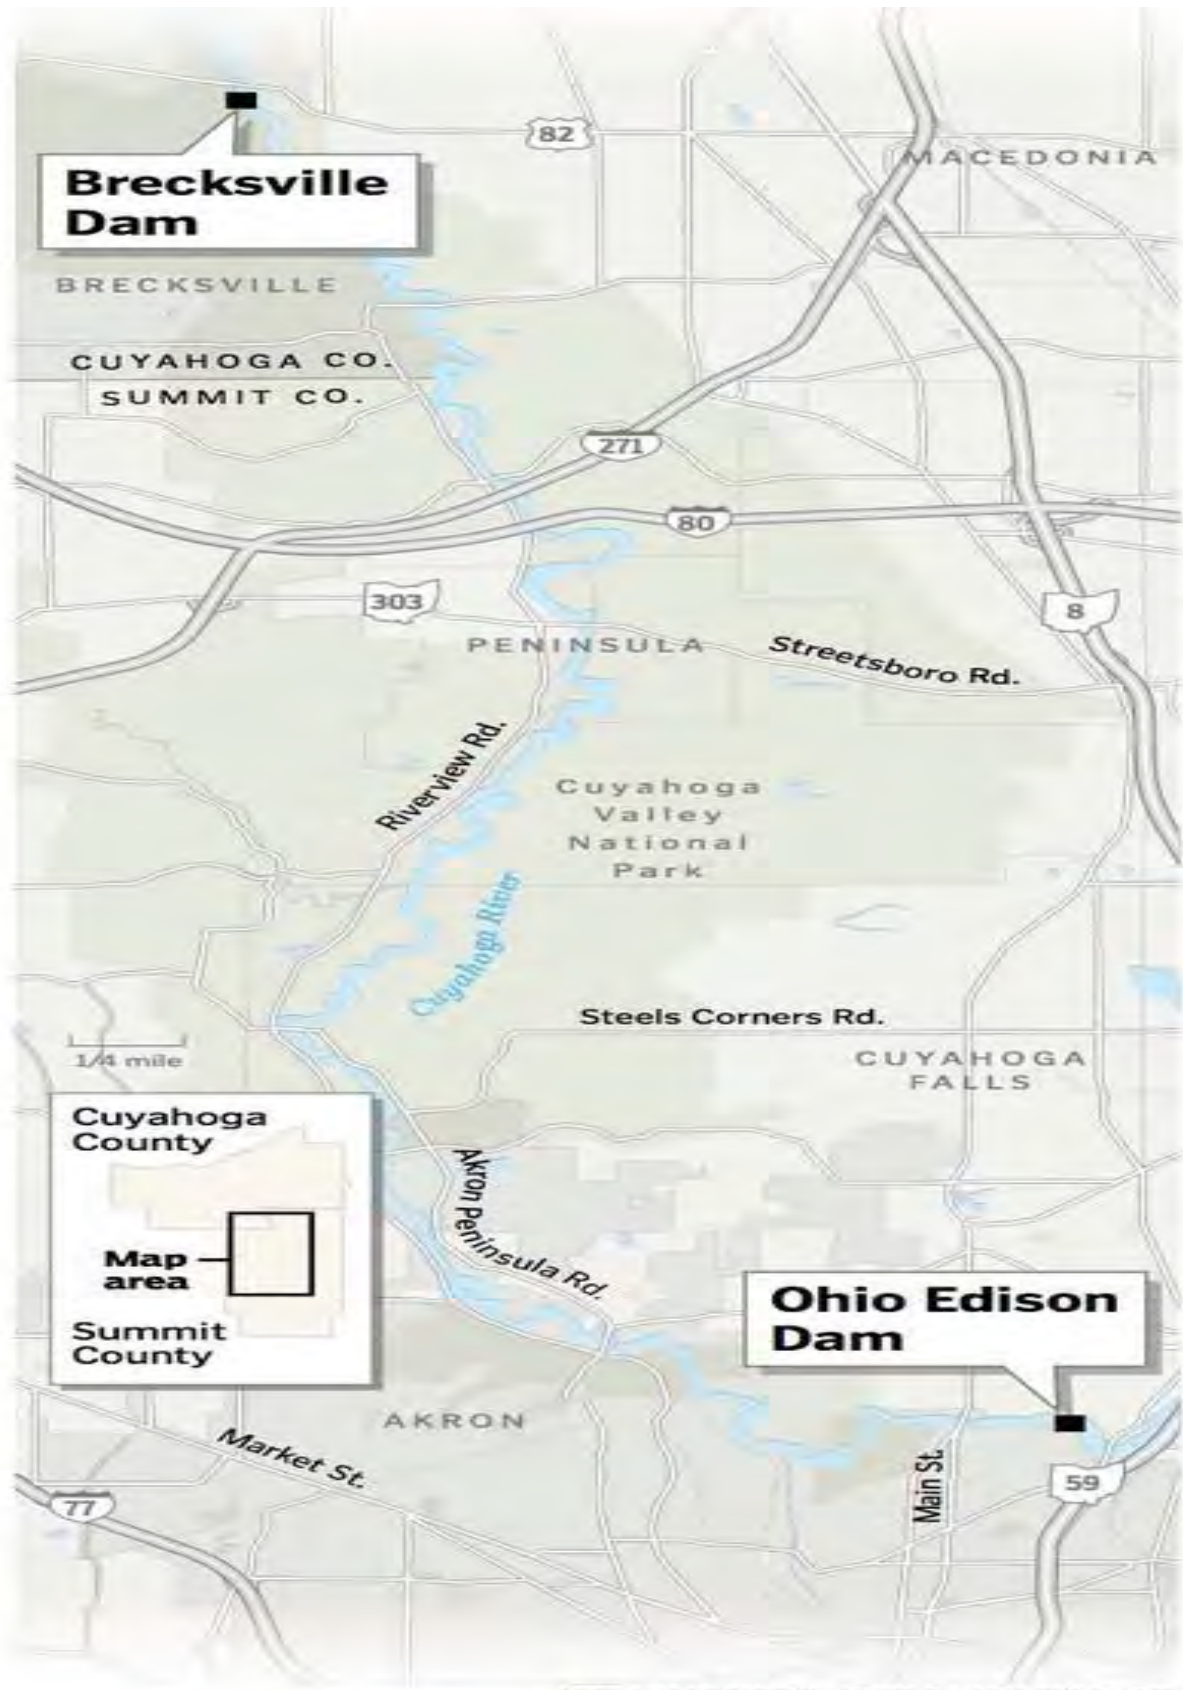 82
MACEDONIA
Brecksville
Dam
BRECKSVILLE
CUYAHOGA CO.
SUMMIT CO.
271
80
303
8
PENINSULA
Streetsboro Rd.
Riverview Rd.
Cuyahoga
Valley
National
Park
Cuyahoga River
Steels Corners Rd.
1/4 mile
CUYAHOGA
FALLS
Cuyahoga
County
Map
area
Summit
County
Akron Peninsula Rd.
Ohio Edison
Dam
AKRON
Market St.
Main St.
59
77